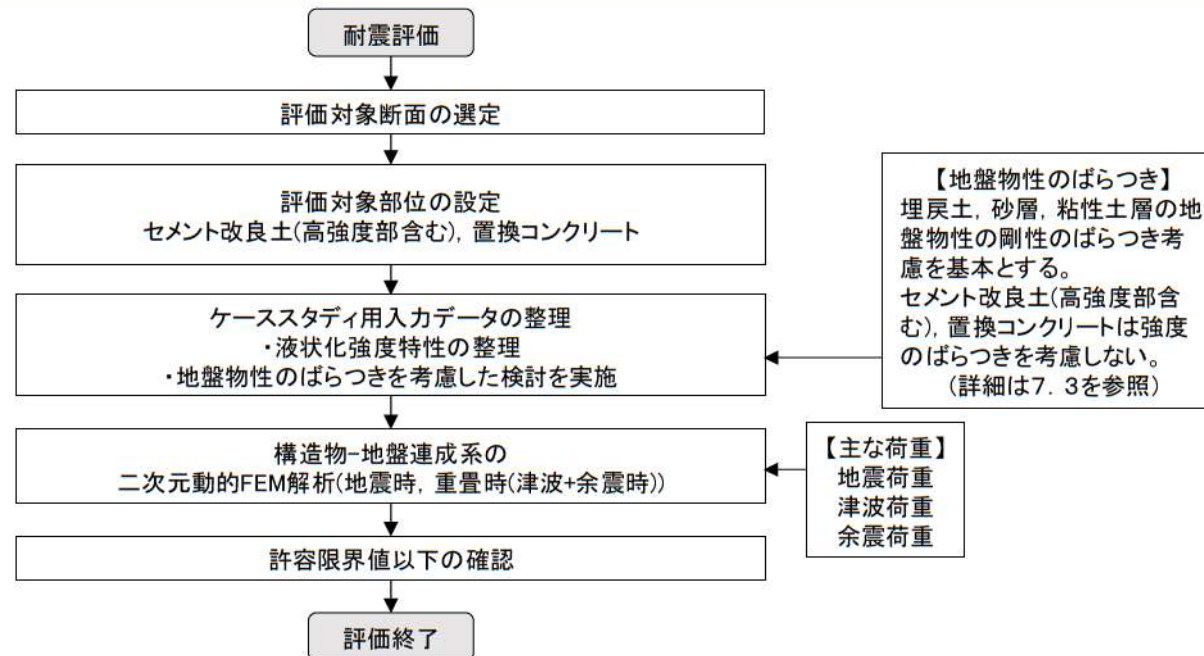 耐震評価
評価対象断面の選定
評価対象部位の設定
セメント改良土(高強度部含む)，置換コンクリート
ケーススタディ用入力データの整理
・液状化強度特性の整理
・地盤物性のばらつきを考慮した検討を実施
【地盤物性のばらつき】
埋戻土，砂層，粘性土層の地
盤物性の剛性のばらつき考
慮を基本とする。
セメント改良土(高強度部含
む)，置換コンクリートは強度
のばらつきを考慮しない。
(詳細は7．3を参照)
構造物-地盤連成系の
二次元動的FEM解析(地震時，重畳時(津波+余震時))
【主な荷重】
地震荷重
津波荷重
余震荷重
許容限界値以下の確認
評価終了